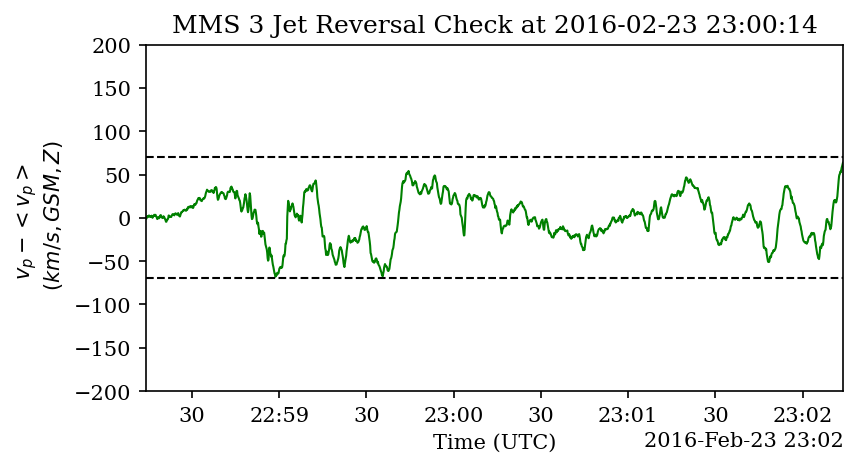 MMS 3 Jet Reversal Check at 2016-02-23 23:00:14
v_p − < v_p >
(km/s, GSM, Z)
200
150
100
50
0
−50
−100
−150
−200
30 22:59 30 23:00 30 23:01 30 23:02
Time (UTC)
2016-Feb-23 23:02